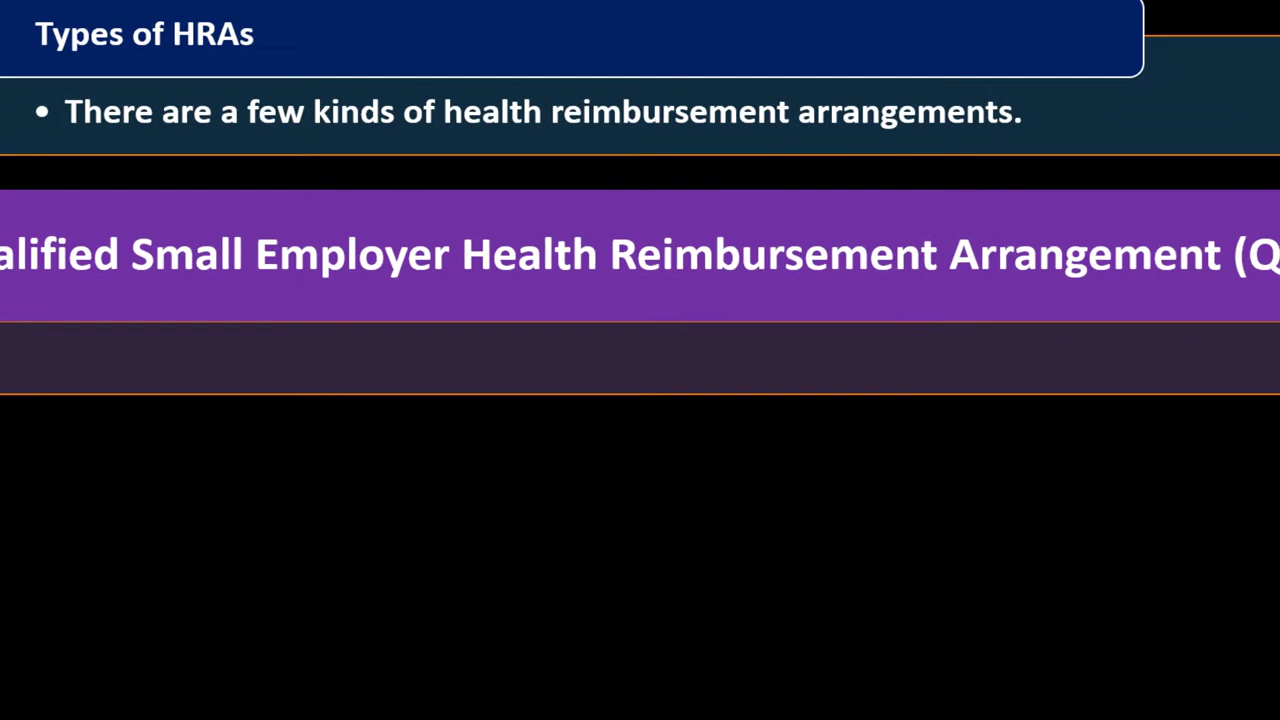 Types of HRAs
• There are a few kinds of health reimbursement arrangements.
alified Small Employer Health Reimbursement Arrangement (Q